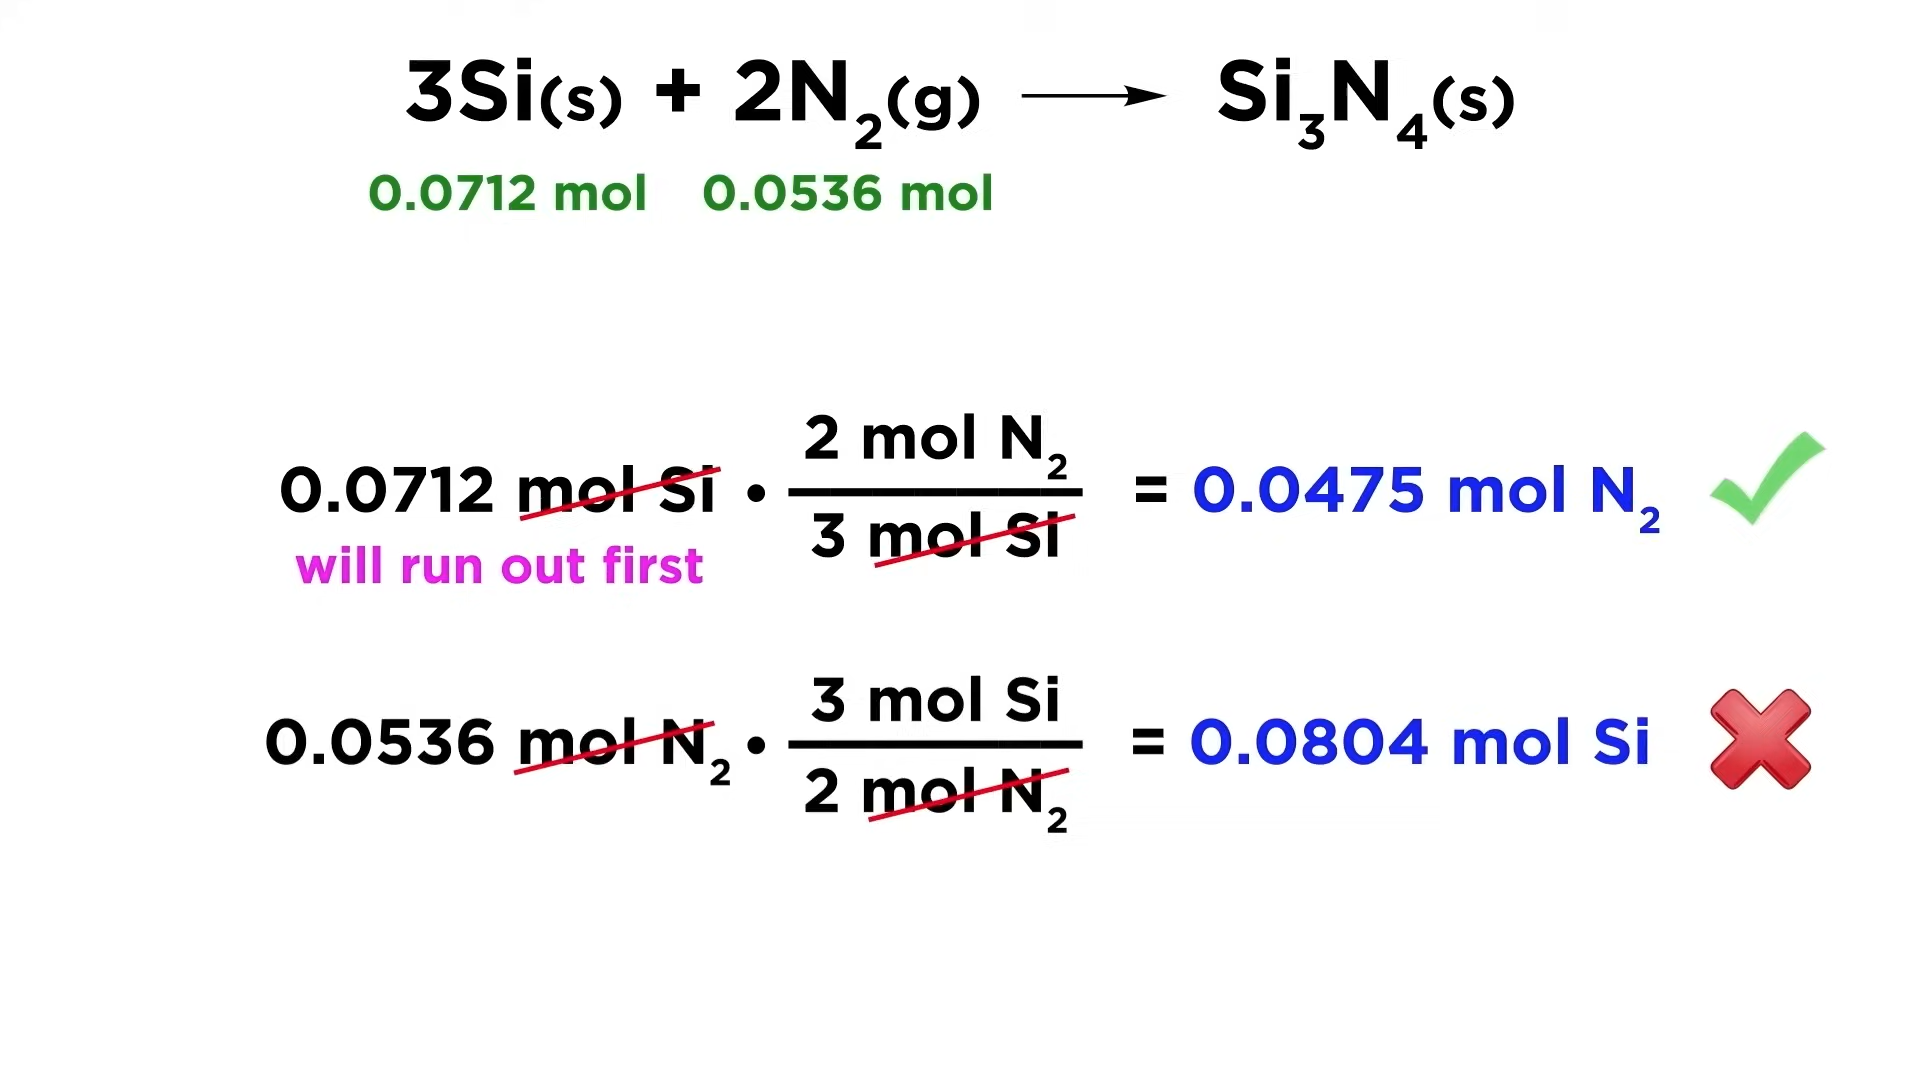 3Si(s) + 2N₂(g) ⟶ Si₃N₄(s)
0.0712 mol 0.0536 mol
2 mol N₂
0.0712 mol Si • = 0.0475 mol N₂
3 mol Si
will run out first
3 mol Si
0.0536 mol N₂ • = 0.0804 mol Si
2 mol N₂